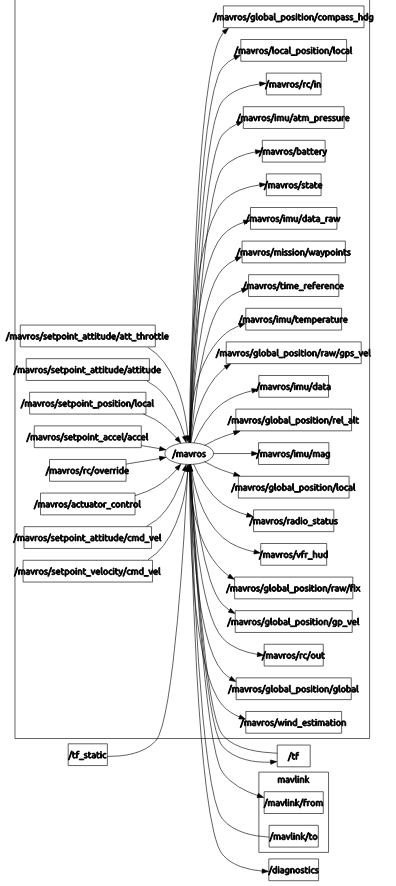 /mavros/global_position/compass_hdg
/mavros/local_position/local
/mavros/rc/in
/mavros/imu/atm_pressure
/mavros/battery
/mavros/state
/mavros/imu/data_raw
/mavros/mission/waypoints
/mavros/time_reference
/mavros/imu/temperature
/mavros/setpoint_attitude/att_throttle
/mavros/global_position/raw/gps_vel
/mavros/setpoint_attitude/attitude
/mavros/imu/data
/mavros/setpoint_position/local
/mavros/global_position/rel_alt
/mavros/setpoint_accel/accel
/mavros
/mavros/imu/mag
/mavros/rc/override
/mavros/global_position/local
/mavros/actuator_control
/mavros/radio_status
/mavros/setpoint_attitude/cmd_vel
/mavros/vfr_hud
/mavros/setpoint_velocity/cmd_vel
/mavros/global_position/raw/fix
/mavros/global_position/gp_vel
/mavros/rc/out
/mavros/global_position/global
/mavros/wind_estimation
/tf_static
/tf
mavlink
/mavlink/from
/mavlink/to
/diagnostics